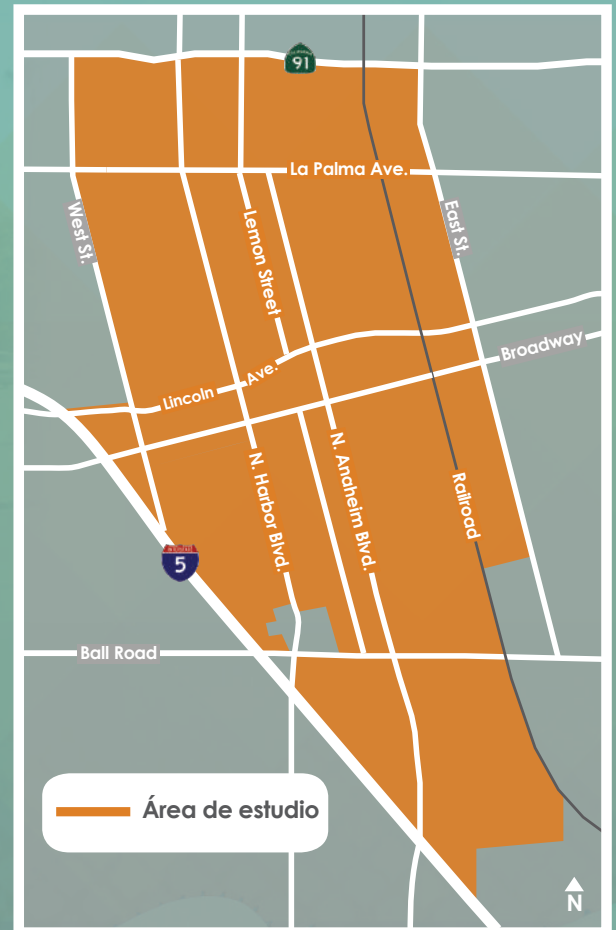 91
La Palma Ave.
West St.
Lemon Street
East St.
Broadway
Lincoln Ave.
N. Harbor Blvd.
N. Anaheim Blvd.
Railroad
5
Ball Road
Área de estudio
N